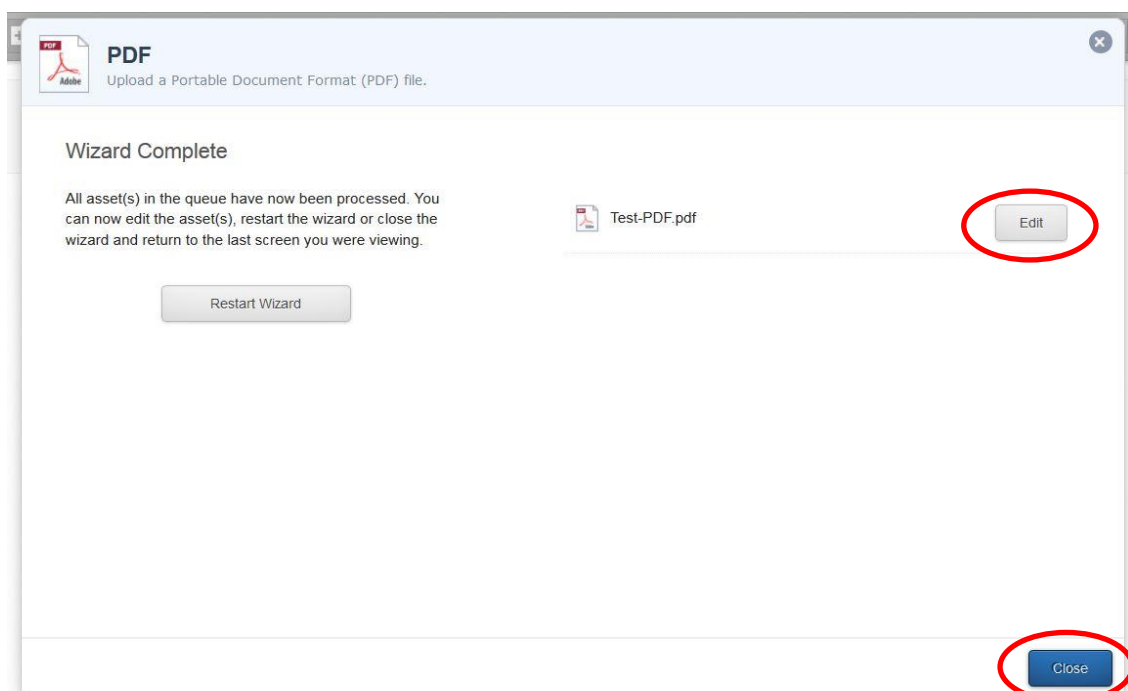 PDF
Adobe
PDF
Upload a Portable Document Format (PDF) file.
Wizard Complete
All asset(s) in the queue have now been processed. You
can now edit the asset(s), restart the wizard or close the
wizard and return to the last screen you were viewing.
Restart Wizard
Test-PDF.pdf
Edit
Close